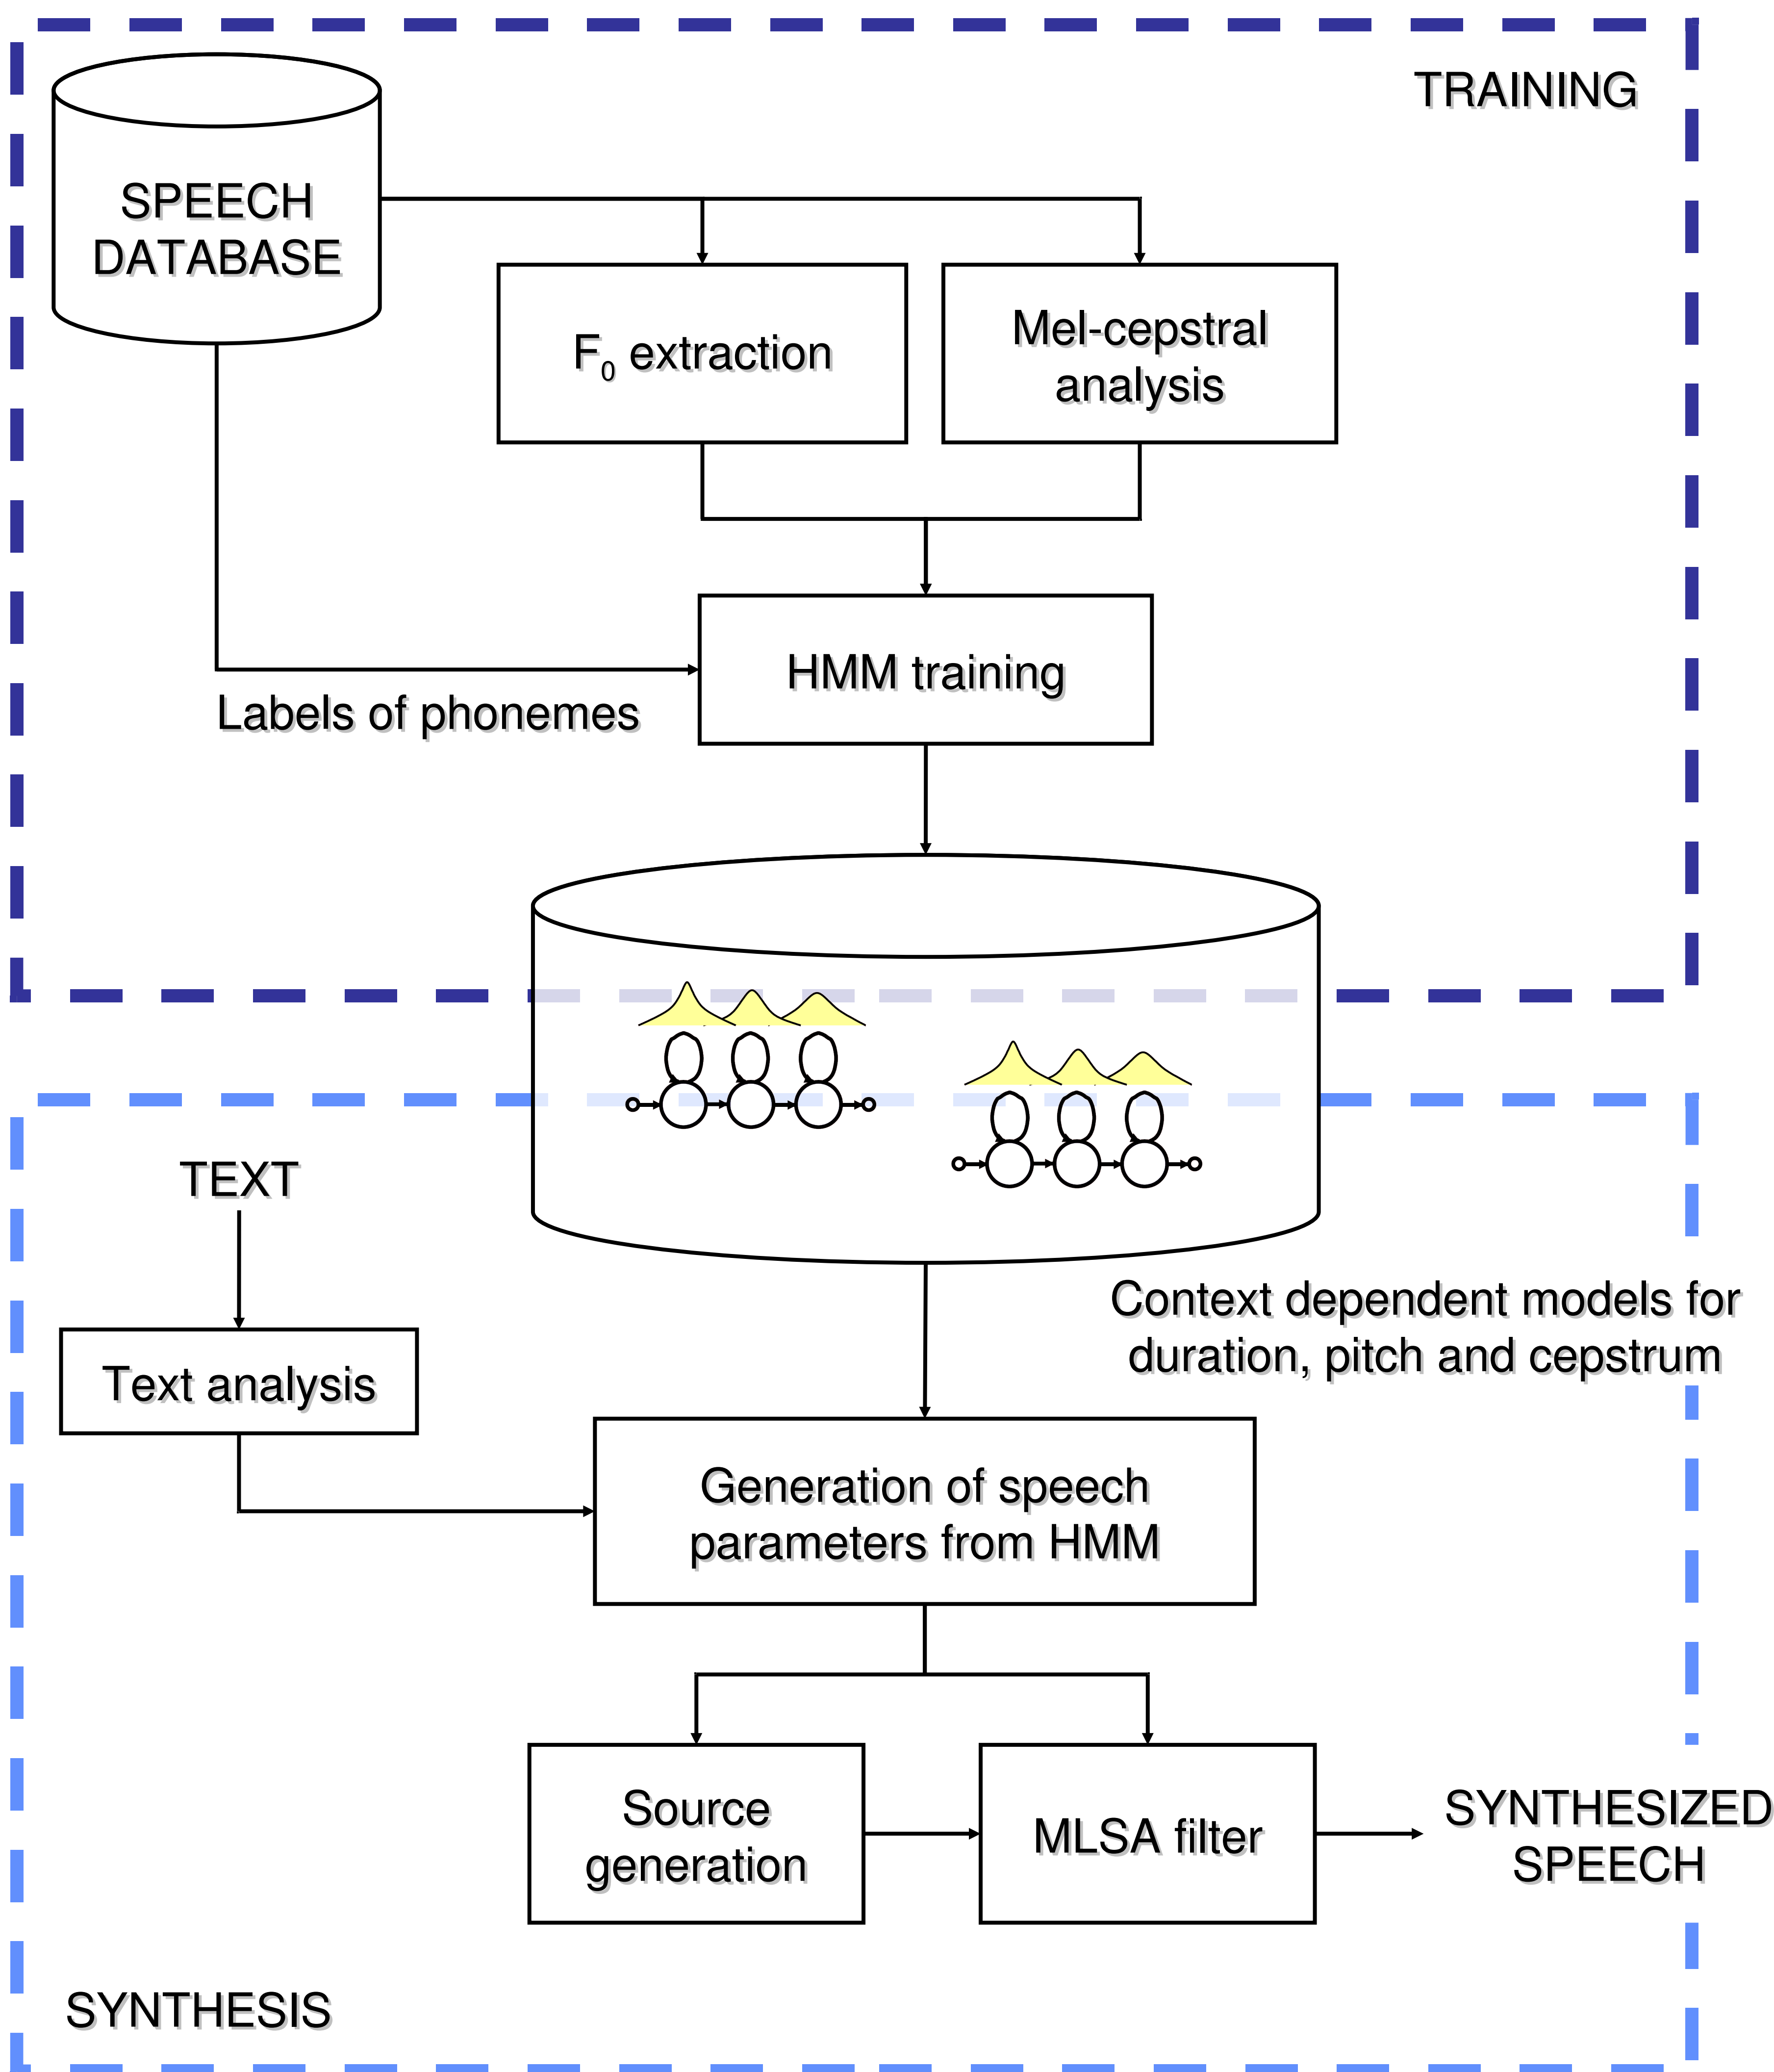 TRAINING
SPEECH
DATABASE
F0 extraction
Mel-cepstral
analysis
HMM training
Labels of phonemes
TEXT
Context dependent models for
duration, pitch and cepstrum
Text analysis
Generation of speech
parameters from HMM
Source
generation
MLSA filter
SYNTHESIZED
SPEECH
SYNTHESIS